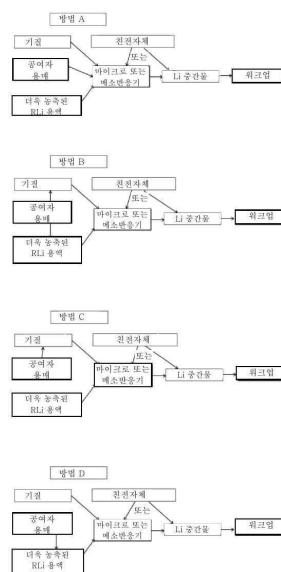 방법 A
기질
친전자체
또는
공여자
용매
마이크로 또는
메소반응기
Li 중간물
워크업
더욱 농축된
RLi 용액
방법 B
기질
친전자체
또는
공여자
용매
마이크로 또는
메소반응기
Li 중간물
워크업
더욱 농축된
RLi 용액
방법 C
기질
친전자체
또는
공여자
용매
마이크로 또는
메소반응기
Li 중간물
워크업
더욱 농축된
RLi 용액
방법 D
기질
친전자체
또는
공여자
용매
마이크로 또는
메소반응기
Li 중간물
워크업
더욱 농축된
RLi 용액